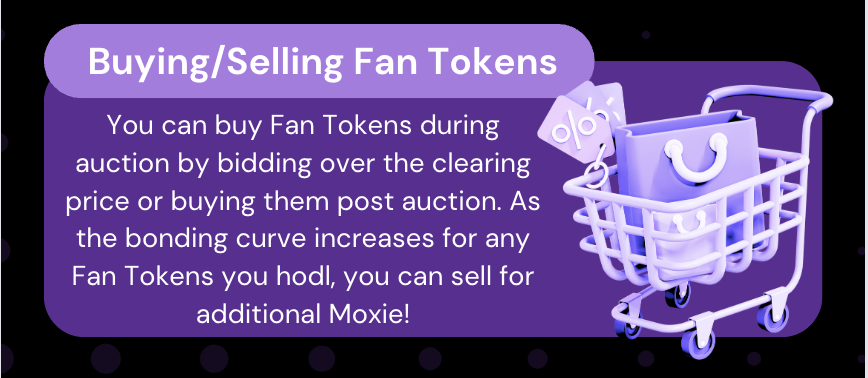 Buying/Selling Fan Tokens
You can buy Fan Tokens during
auction by bidding over the clearing
price or buying them post auction. As
the bonding curve increases for any
Fan Tokens you hodl, you can sell for
additional Moxie!
%